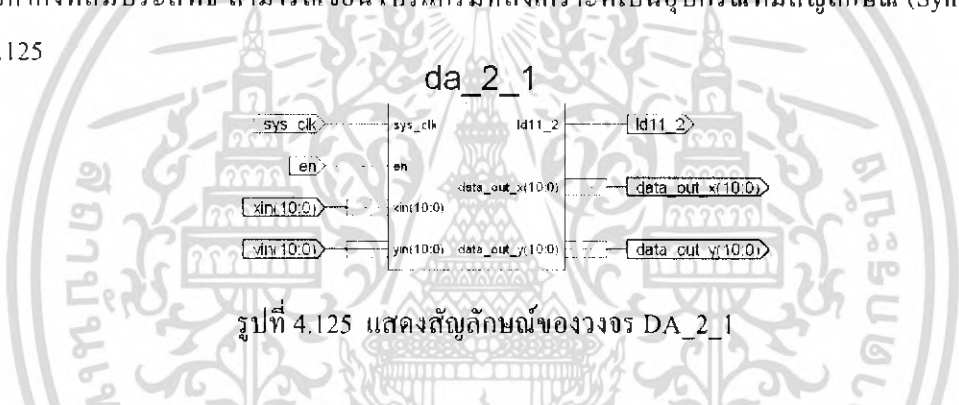 .125
da_2_1
sys_clk sys_clk ld11_2 ld11_2
en en
data_out_x(10:0) data_out_x(10:0)
xin(10:0) xin(10:0)
yin(10:0) yin(10:0) data_out_y(10:0) data_out_y(10:0)
รูปที่ 4.125 แสดงสัญลักษณ์ของวงจร DA_2_1